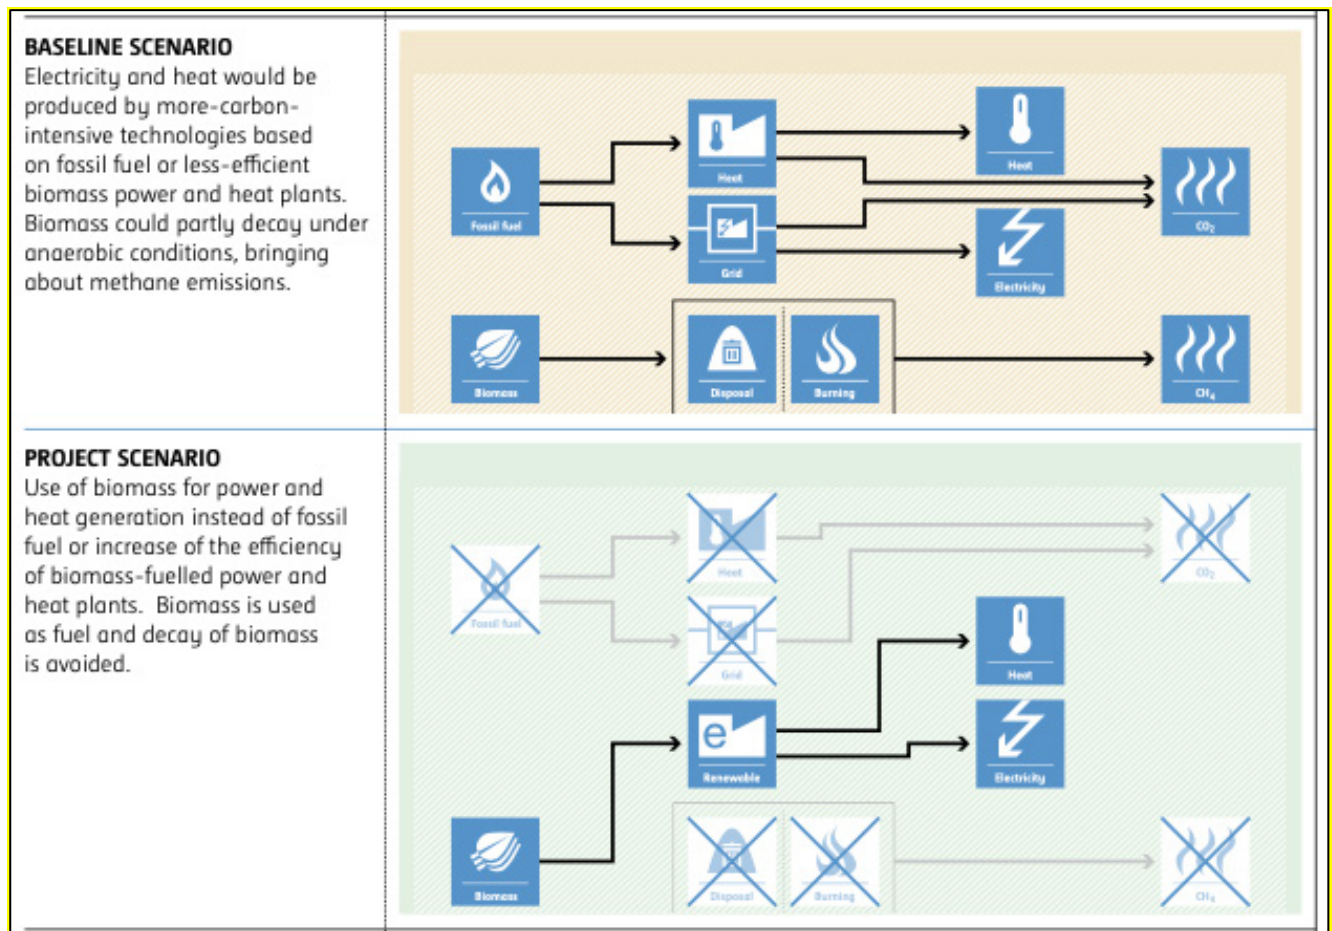 BASELINE SCENARIO
Electricity and heat would be
produced by more-carbon-
intensive technologies based
on fossil fuel or less-efficient
biomass power and heat plants.
Biomass could partly decay under
anaerobic conditions, bringing
about methane emissions.
Heat
Heat
Fossil fuel
CO₂
Grid
Electricity
Biomass
Disposal
Burning
CH₄
PROJECT SCENARIO
Use of biomass for power and
heat generation instead of fossil
fuel or increase of the efficiency
of biomass-fuelled power and
heat plants.  Biomass is used
as fuel and decay of biomass
is avoided.
Heat
CO₂
Fossil fuel
Grid
Heat
e
Renewable
Electricity
Biomass
Disposal
Burning
CH₄